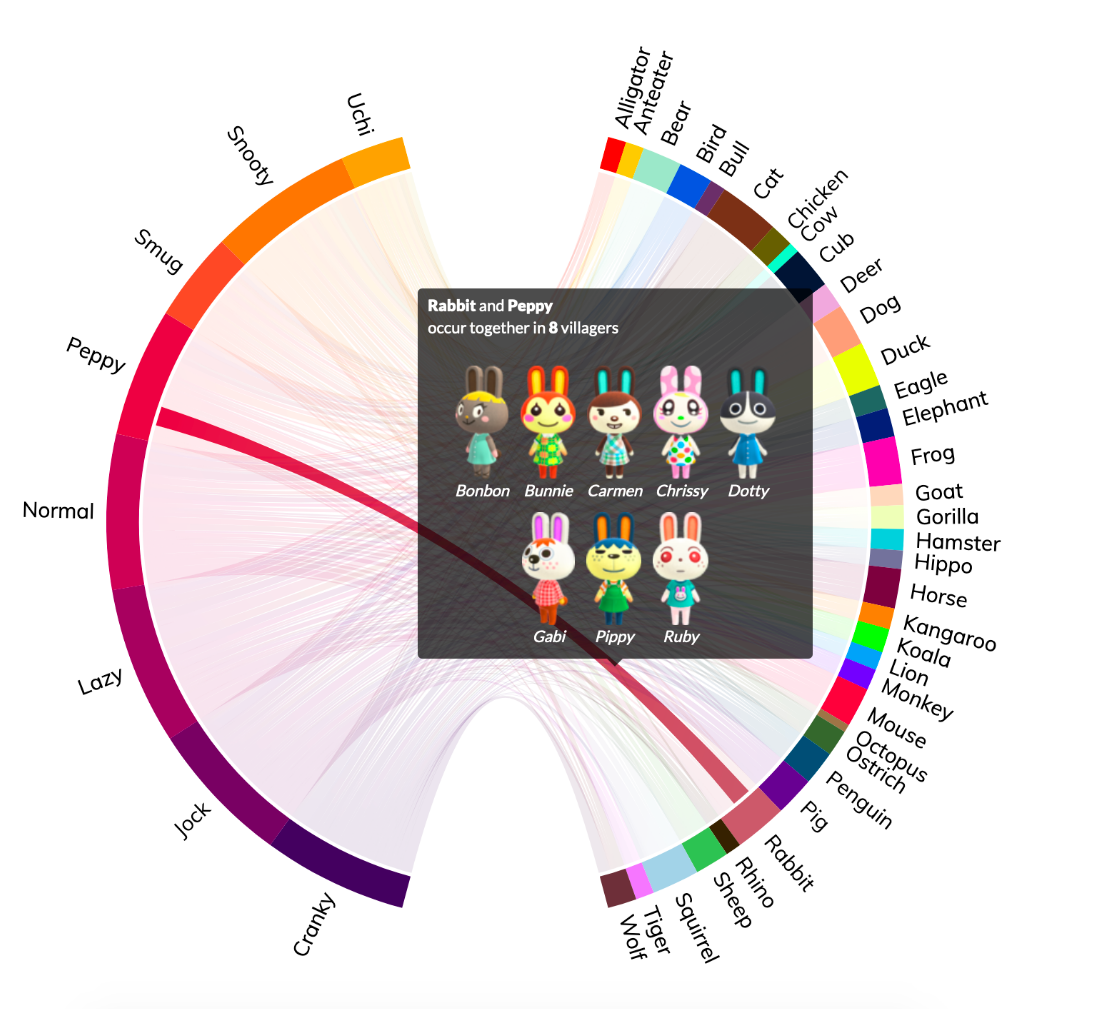 Uchi
Snooty
Smug
Peppy
Normal
Lazy
Jock
Cranky
Alligator
Anteater
Bear
Bird
Bull
Cat
Chicken
Cow
Cub
Deer
Dog
Duck
Eagle
Elephant
Frog
Goat
Gorilla
Hamster
Hippo
Horse
Kangaroo
Koala
Lion
Monkey
Mouse
Octopus
Ostrich
Penguin
Pig
Rabbit
Rhino
Sheep
Squirrel
Tiger
Wolf
Rabbit and Peppy
occur together in 8 villagers
Bonbon Bunnie Carmen Chrissy Dotty
Gabi Pippy Ruby